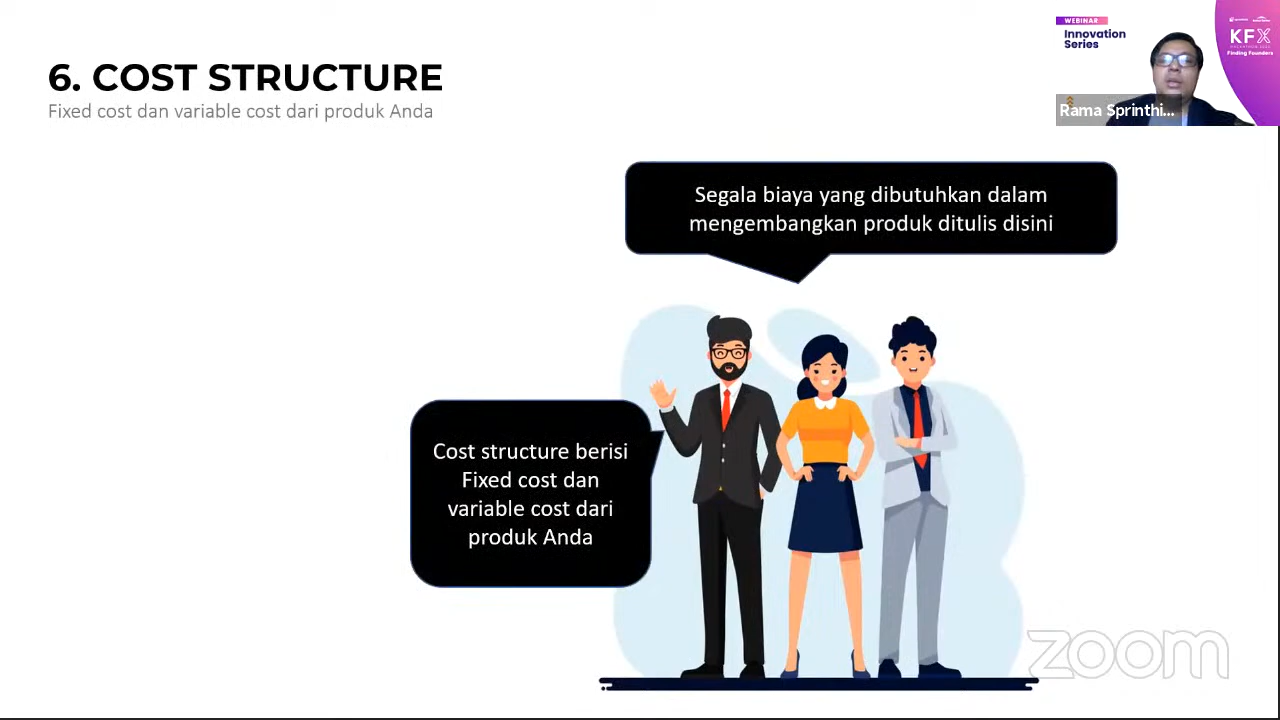 6. COST STRUCTURE
Fixed cost dan variable cost dari produk Anda
WEBINAR
Innovation
Series
KFX
Finding Founders
Rama Sprinthi...
Segala biaya yang dibutuhkan dalam
mengembangkan produk ditulis disini
Cost structure berisi
Fixed cost dan
variable cost dari
produk Anda
zoom